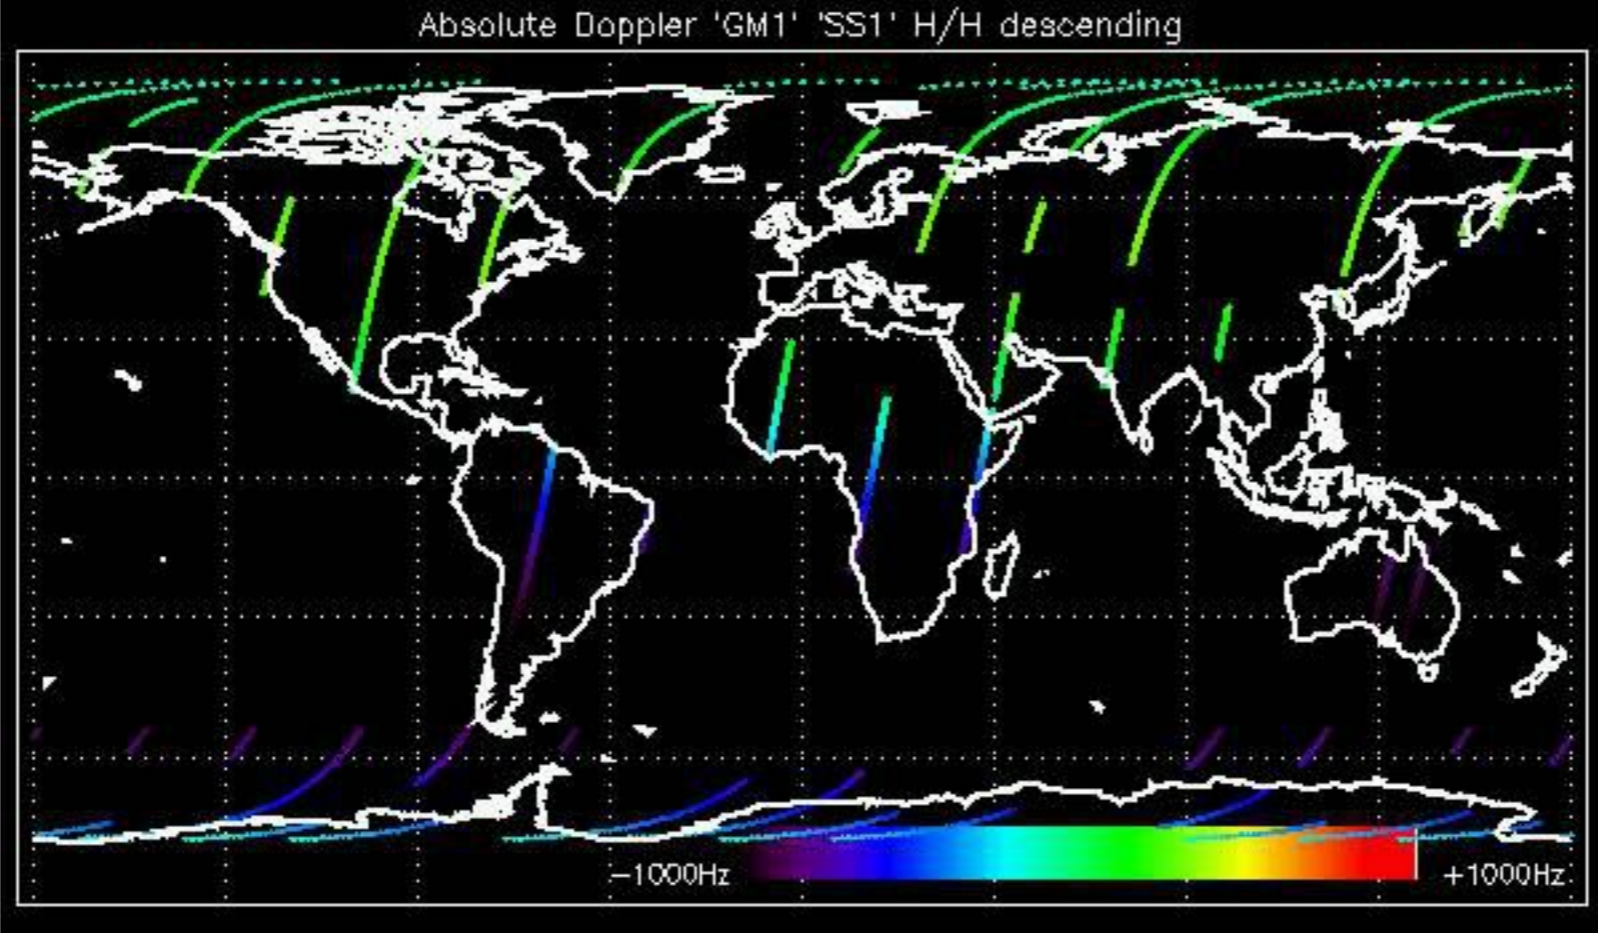 Absolute Doppler 'GM1' 'SS1' H/H descending
−1000Hz +1000Hz